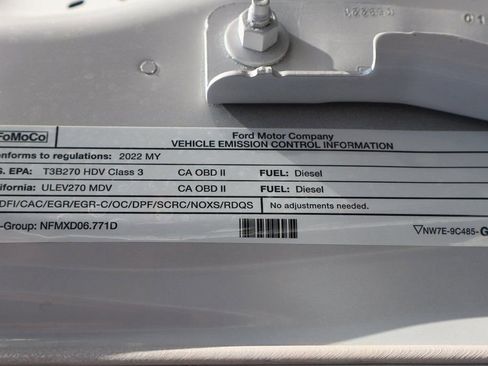 FoMoCo
Ford Motor Company
VEHICLE EMISSION CONTROL INFORMATION
onforms to regulations: 2022 MY
S. EPA: T3B270 HDV Class 3 CA OBD II FUEL: Diesel
alifornia: ULEV270 MDV CA OBD II FUEL: Diesel
DFI/CAC/EGR/EGR-C/OC/DPF/SCRC/NOXS/RDQS No adjustments needed.
-Group: NFMXD06.771D
NW7E-9C485-G
01